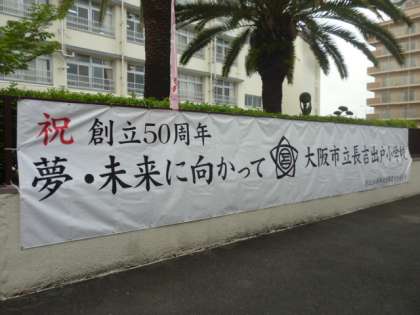 祝 創立50周年
夢・未来に向かって 大阪市立長吉出戸小学校